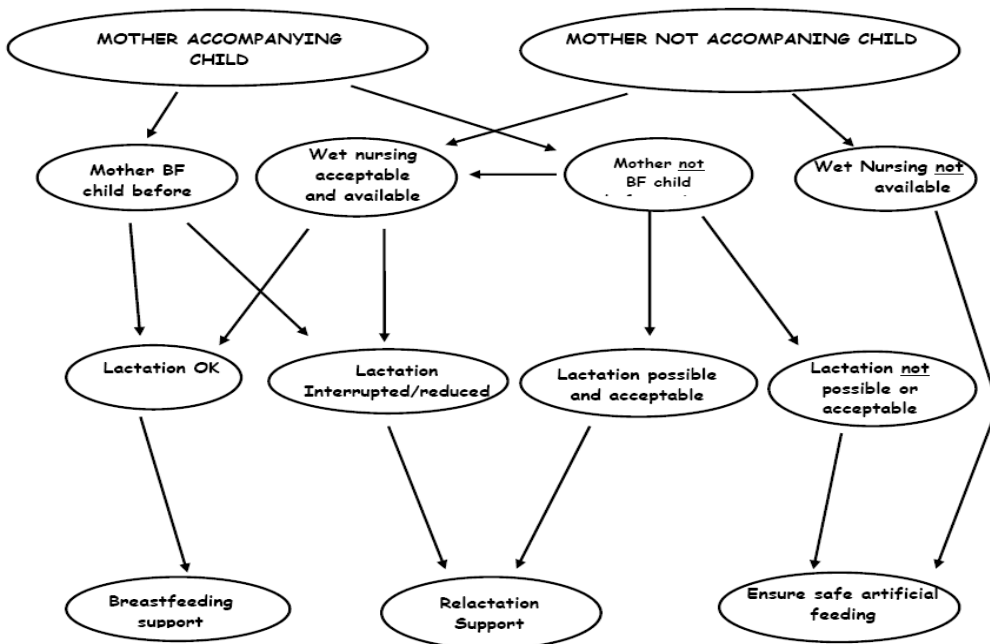 MOTHER ACCOMPANYING
CHILD
MOTHER NOT ACCOMPANING CHILD
Mother BF
child before
Wet nursing
acceptable
and available
Mother not
BF child
Wet Nursing not
available
Lactation OK
Lactation
Interrupted/reduced
Lactation possible
and acceptable
Lactation not
possible or
acceptable
Breastfeeding
support
Relactation
Support
Ensure safe artificial
feeding